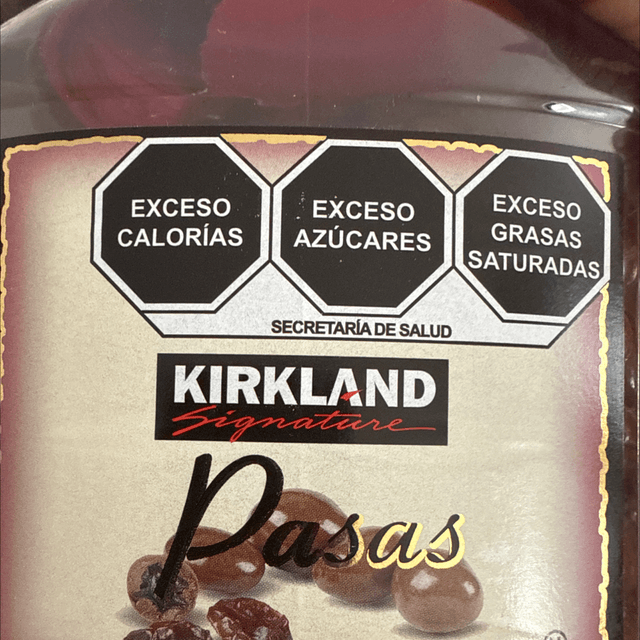 EXCESO
CALORÍAS
EXCESO
AZÚCARES
EXCESO
GRASAS
SATURADAS
SECRETARÍA DE SALUD
KIRKLAND
Signature
Pasas